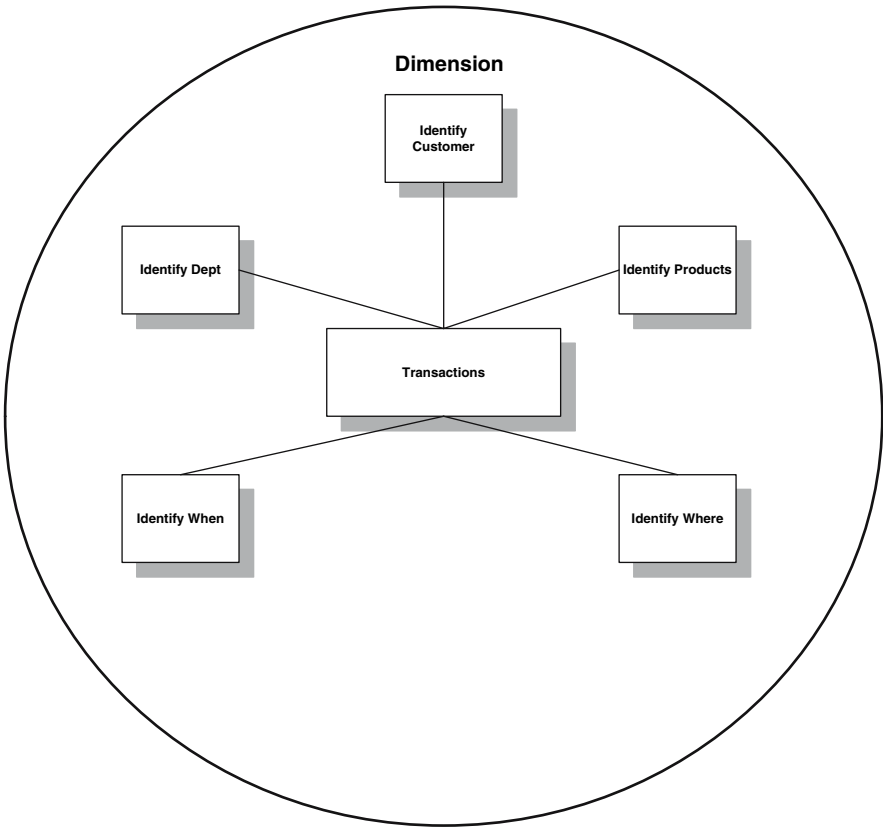 Dimension
Identify
Customer
Identify Dept
Identify Products
Transactions
Identify When
Identify Where